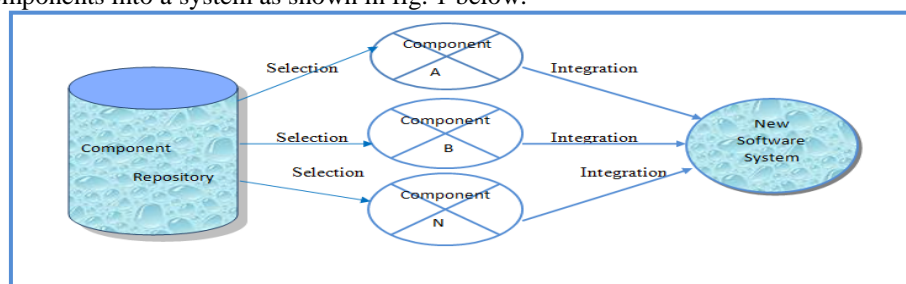 mponents into a system as shown in fig. 1 below.
Component
A
Selection
Integration
Component
Repository
Selection
Component
B
Integration
New
Software
System
Selection
Component
N
Integration